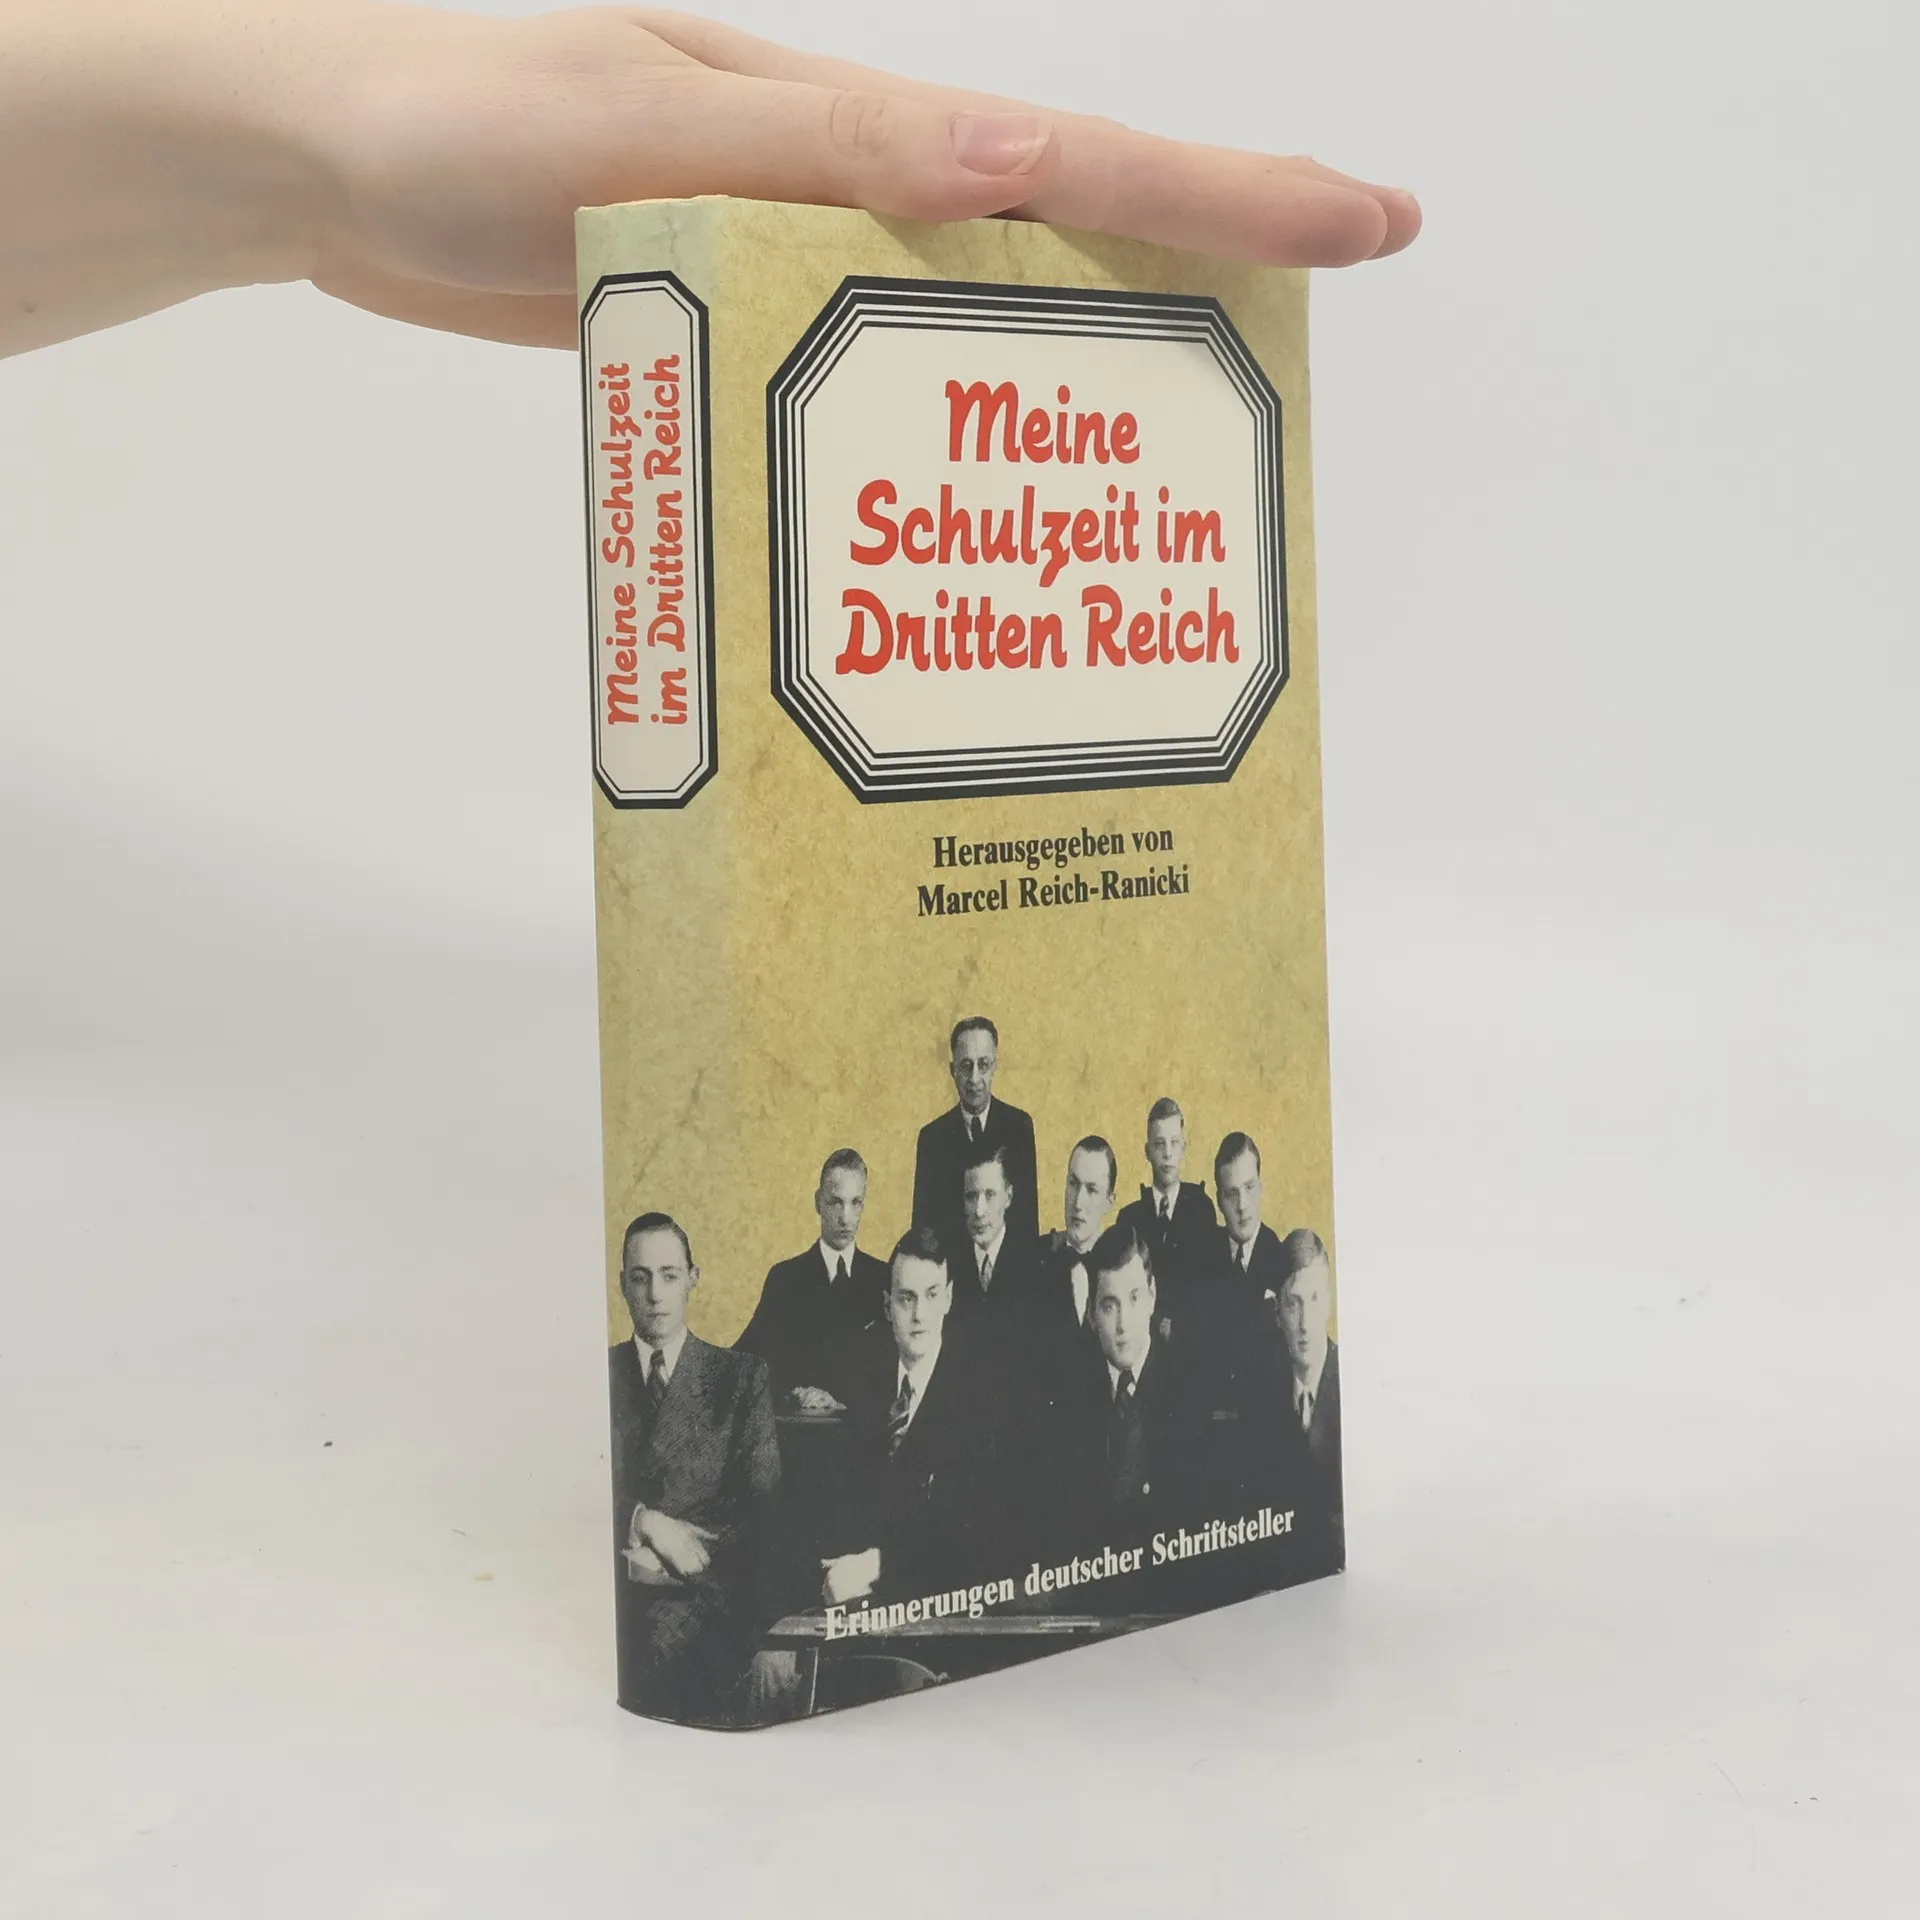 Meine Schulzeit
im Dritten Reich
Meine
Schulzeit im
Dritten Reich
Herausgegeben von
Marcel Reich-Ranicki
Erinnerungen deutscher Schriftsteller